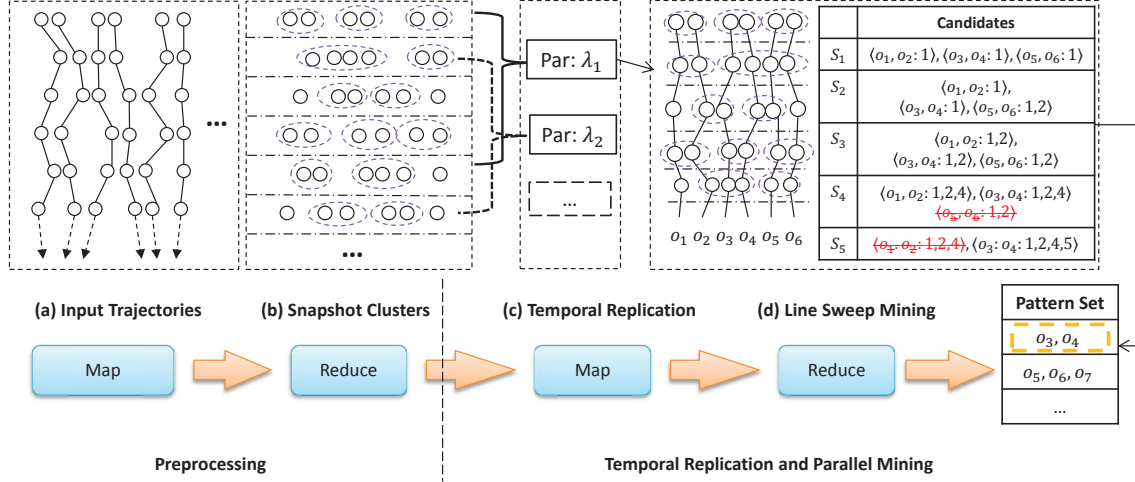 ...
Par: λ1
Par: λ2
...
...
o1 o2 o3 o4 o5 o6
Candidates
S1 ⟨o1, o2: 1⟩, ⟨o3, o4: 1⟩, ⟨o5, o6: 1⟩
S2 ⟨o1, o2: 1⟩,
⟨o3, o4: 1⟩, ⟨o5, o6: 1,2⟩
S3 ⟨o1, o2: 1,2⟩,
⟨o3, o4: 1,2⟩, ⟨o5, o6: 1,2⟩
S4 ⟨o1, o2: 1,2,4⟩, ⟨o3, o4: 1,2,4⟩
⟨o5, o6: 1,2⟩
S5 ⟨o1: o2: 1,2,4⟩, ⟨o3: o4: 1,2,4,5⟩
(a) Input Trajectories
(b) Snapshot Clusters
(c) Temporal Replication
(d) Line Sweep Mining
Map
Reduce
Map
Reduce
Pattern Set
o3, o4
o5, o6, o7
...
Preprocessing
Temporal Replication and Parallel Mining